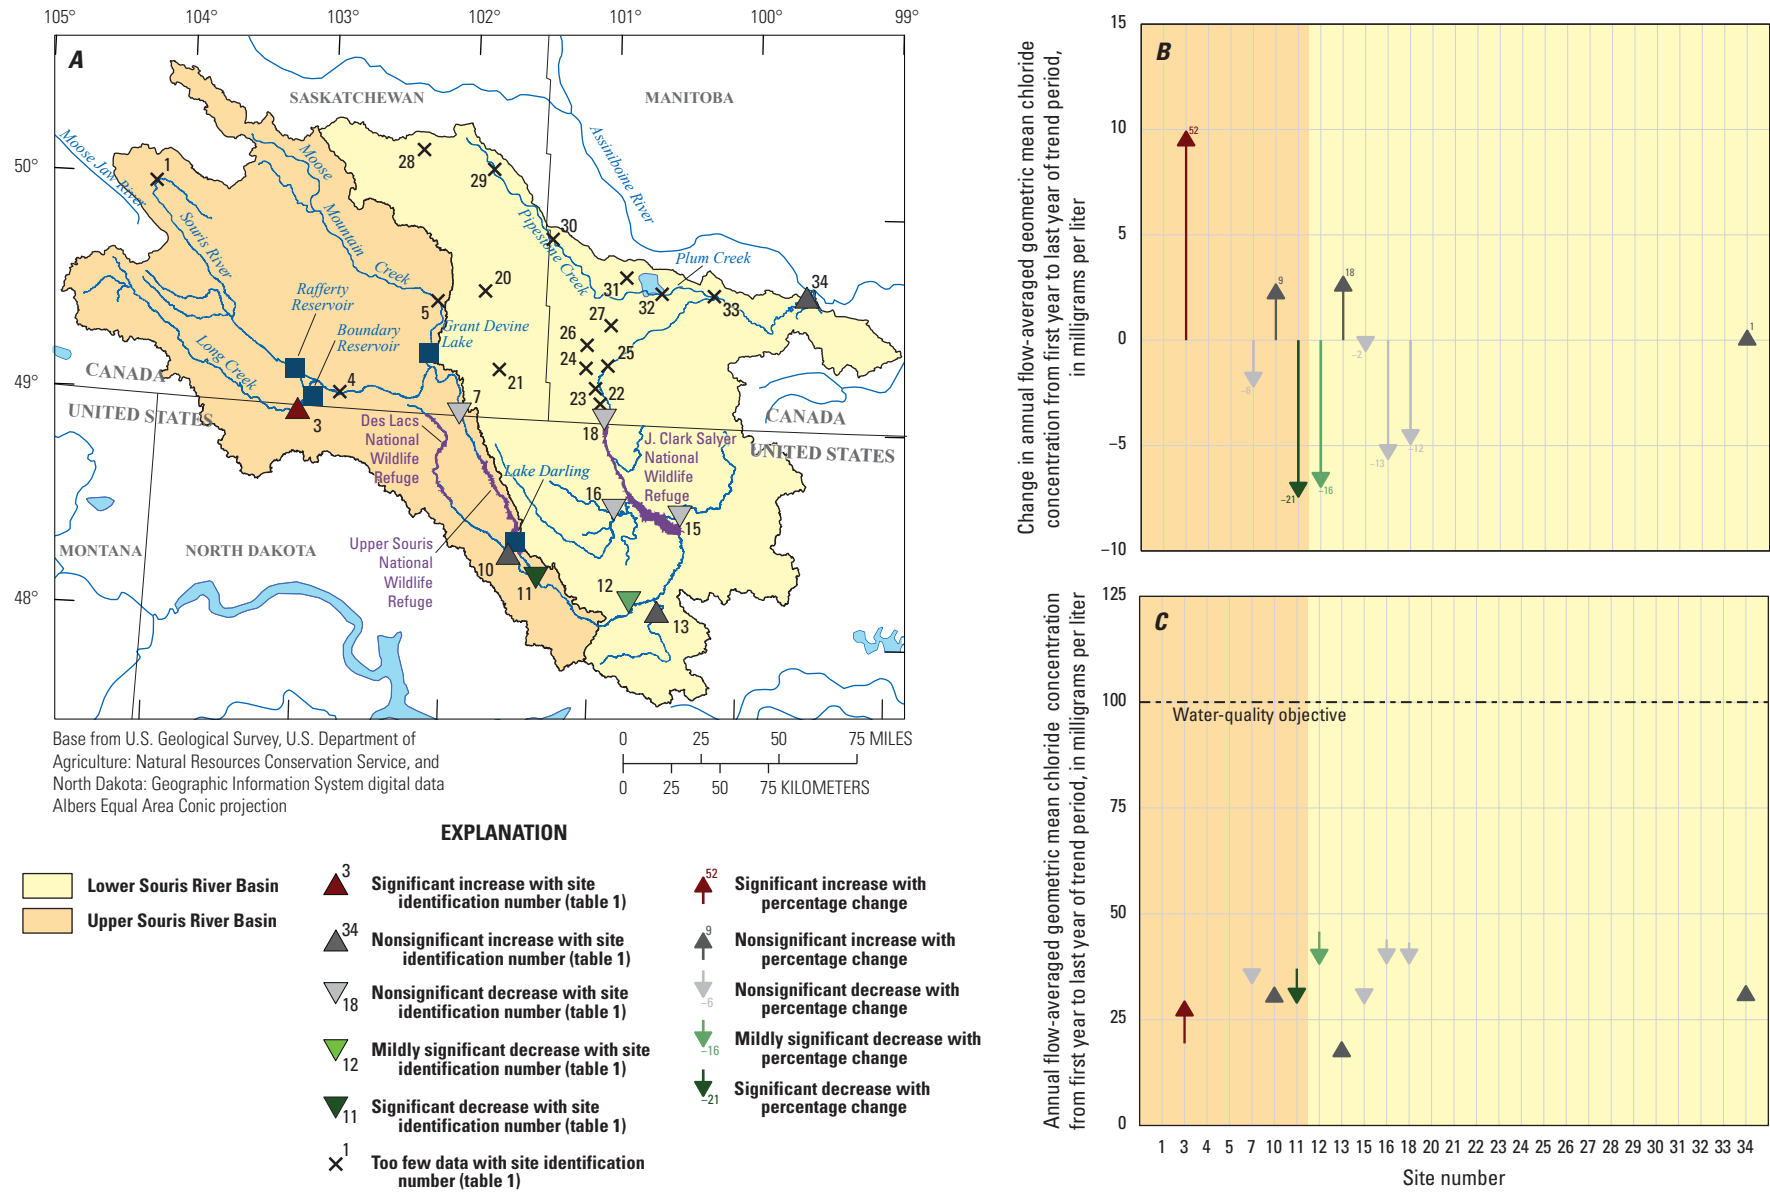 105°
104°
103°
102°
101°
100°
99°
A
SASKATCHEWAN
MANITOBA
50°
49°
48°
Moose Jaw River
Souris River
Moose
Mountain
Creek
Long Creek
Assiniboine River
Pipestone Creek
Plum Creek
Rafferty
Reservoir
Boundary
Reservoir
Grant Devine
Lake
Lake Darling
CANADA
UNITED STATES
CANADA
UNITED STATES
Des Lacs
National
Wildlife
Refuge
J. Clark Salyer
National
Wildlife
Refuge
Upper Souris
National
Wildlife
Refuge
MONTANA
NORTH DAKOTA
1
28
29
30
34
20
31
32
33
5
27
26
24
25
21
4
7
23
22
3
18
16
15
10
11
12
13
Base from U.S. Geological Survey, U.S. Department of
Agriculture: Natural Resources Conservation Service, and
North Dakota: Geographic Information System digital data
Albers Equal Area Conic projection
0 25 50 75 MILES
0 25 50 75 KILOMETERS
EXPLANATION
Lower Souris River Basin
Upper Souris River Basin
3
Significant increase with site
identification number (table 1)
34
Nonsignificant increase with site
identification number (table 1)
18
Nonsignificant decrease with site
identification number (table 1)
12
Mildly significant decrease with site
identification number (table 1)
11
Significant decrease with site
identification number (table 1)
1
Too few data with site identification
number (table 1)
52
Significant increase with
percentage change
9
Nonsignificant increase with
percentage change
−6
Nonsignificant decrease with
percentage change
−16
Mildly significant decrease with
percentage change
−21
Significant decrease with
percentage change
B
Change in annual flow-averaged geometric mean chloride
concentration from first year to last year of trend period,
in milligrams per liter
15
10
5
0
−5
−10
52
−6
9
−21
−16
18
−2
−13
−12
1
C
Annual flow-averaged geometric mean chloride concentration
from first year to last year of trend period, in milligrams per liter
125
100
75
50
25
0
Water-quality objective
1 3 4 5 7 10 11 12 13 15 16 18 20 21 22 23 24 25 26 27 28 29 30 31 32 33 34
Site number